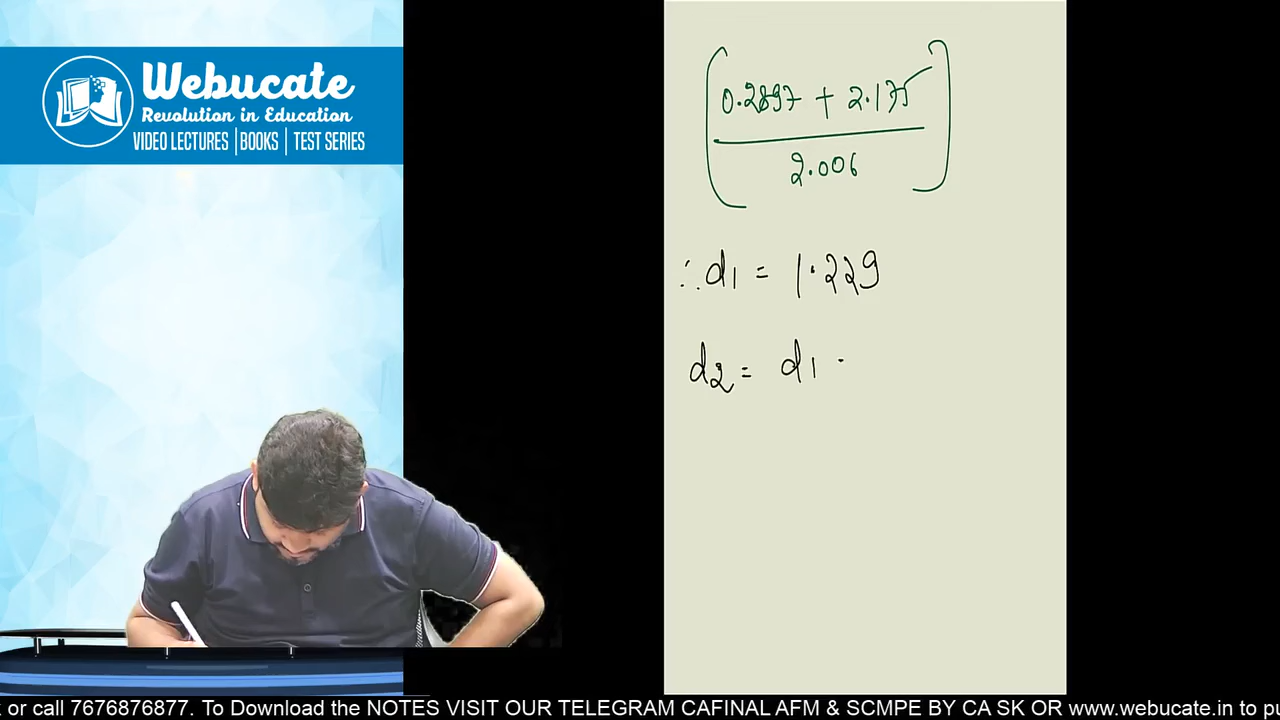 Webucate
Revolution in Education
VIDEO LECTURES | BOOKS | TEST SERIES
0.2897 + 2.175
2.006
∴ d1 = 1.229
d2 = d1 -
k or call 7676876877. To Download the NOTES VISIT OUR TELEGRAM CAFINAL AFM & SCMPE BY CA SK OR www.webucate.in to pu